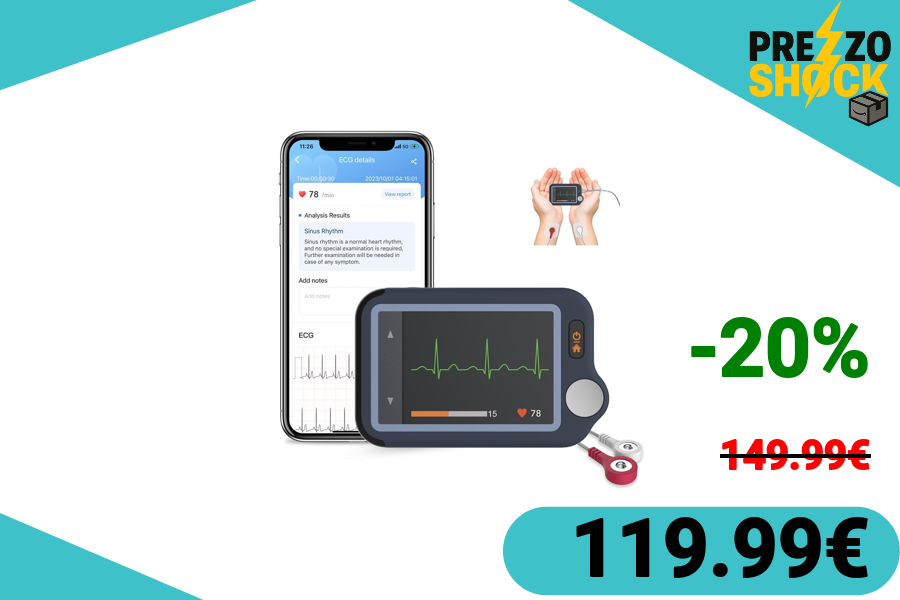 PREZZO
SHOCK
11:26
5G
ECG details
Time:00:00:30 2023/10/01 04:15:01
78 /min
View report
Analysis Results
Sinus Rhythm
Sinus rhythm is a normal heart rhythm,
and no special examination is required.
Further examination will be needed in
case of any symptom.
Add notes
Add notes
ECG
15
78
-20%
149.99€
119.99€